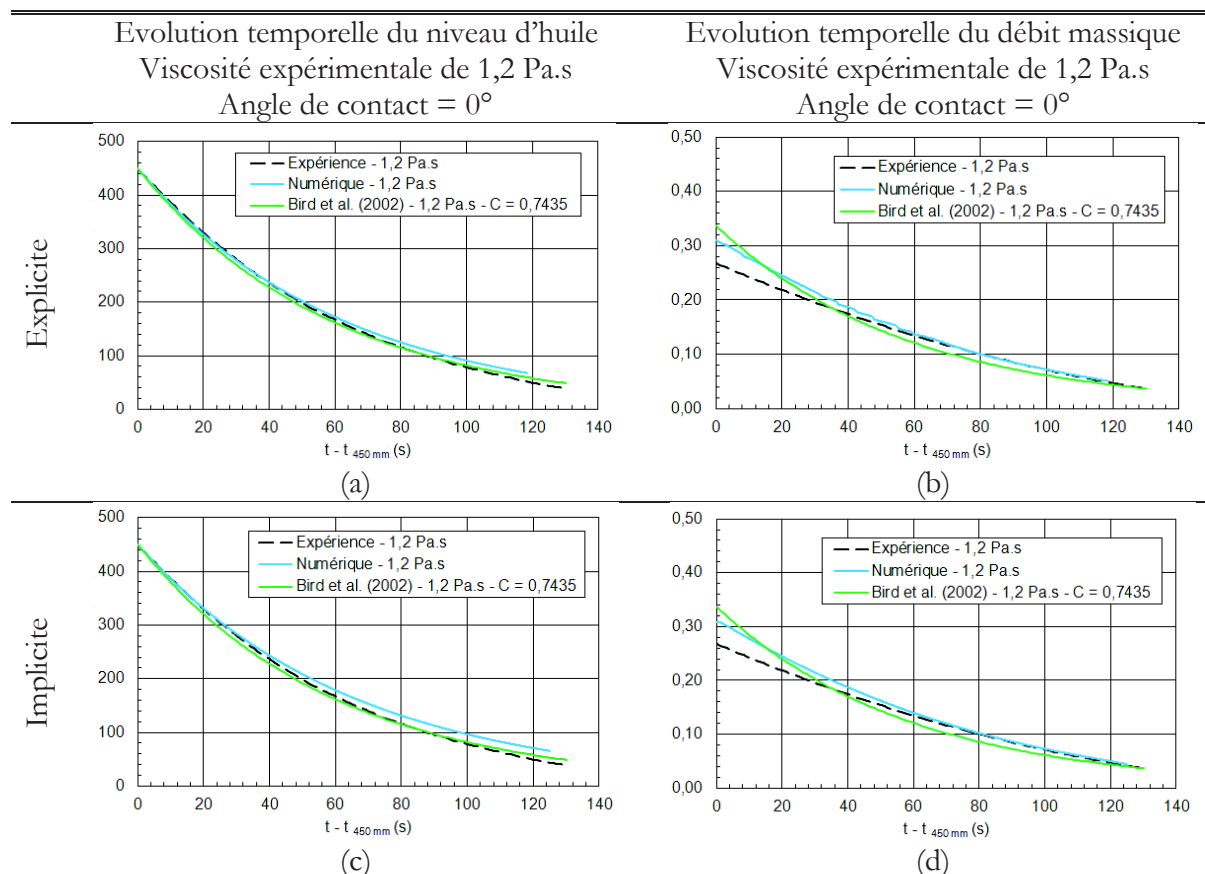 Evolution temporelle du niveau d'huile
Viscosité expérimentale de 1,2 Pa.s
Angle de contact = 0°
Evolution temporelle du débit massique
Viscosité expérimentale de 1,2 Pa.s
Angle de contact = 0°
Explicite
500
400
300
200
100
0
0 20 40 60 80 100 120 140
t - t 450 mm (s)
Expérience - 1,2 Pa.s
Numérique - 1,2 Pa.s
Bird et al. (2002) - 1,2 Pa.s - C = 0,7435
(a)
0,50
0,40
0,30
0,20
0,10
0,00
0 20 40 60 80 100 120 140
t - t 450 mm (s)
Expérience - 1,2 Pa.s
Numérique - 1,2 Pa.s
Bird et al. (2002) - 1,2 Pa.s - C = 0,7435
(b)
Implicite
500
400
300
200
100
0
0 20 40 60 80 100 120 140
t - t 450 mm (s)
Expérience - 1,2 Pa.s
Numérique - 1,2 Pa.s
Bird et al. (2002) - 1,2 Pa.s - C = 0,7435
(c)
0,50
0,40
0,30
0,20
0,10
0,00
0 20 40 60 80 100 120 140
t - t 450 mm (s)
Expérience - 1,2 Pa.s
Numérique - 1,2 Pa.s
Bird et al. (2002) - 1,2 Pa.s - C = 0,7435
(d)